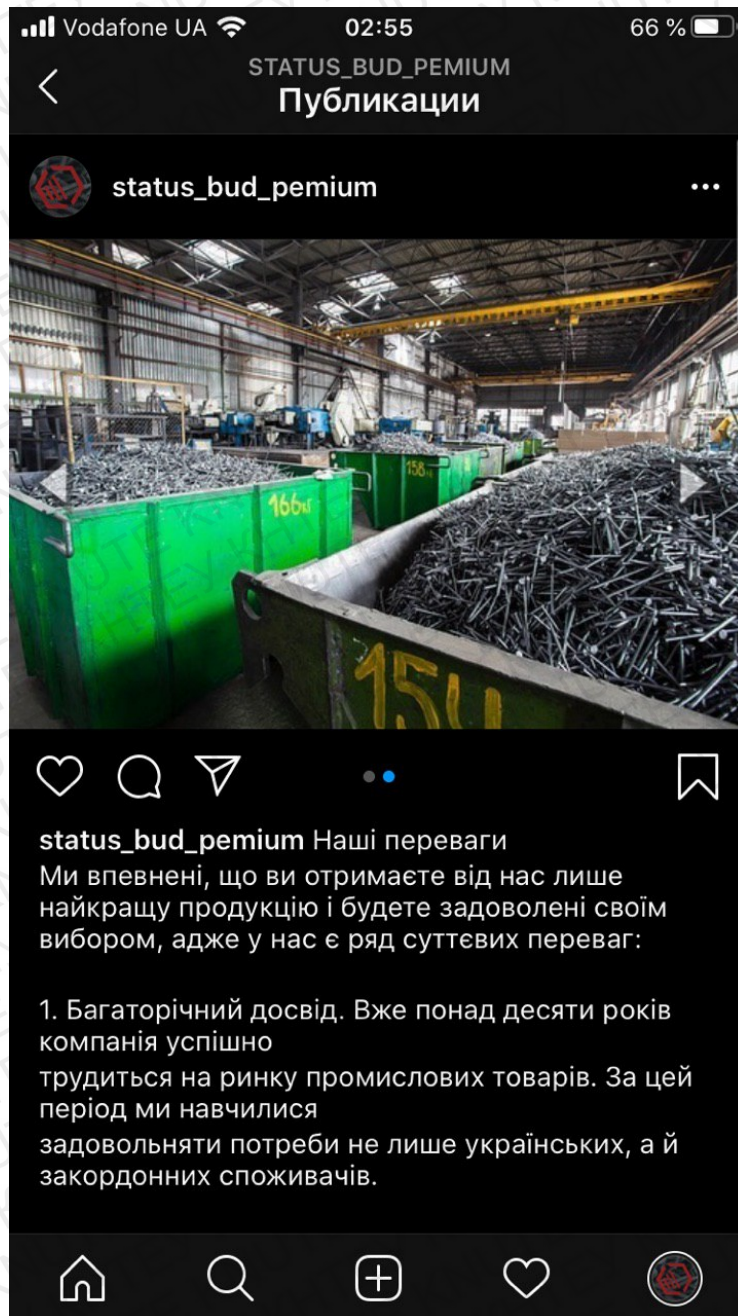 Vodafone UA
02:55
66 %
STATUS_BUD_PEMIUM
Публикации
status_bud_pemium
166кг
158кг
154
status_bud_pemium Наші переваги
Ми впевнені, що ви отримаєте від нас лише
найкращу продукцію і будете задоволені своїм
вибором, адже у нас є ряд суттєвих переваг:
1. Багаторічний досвід. Вже понад десяти років
компанія успішно
трудиться на ринку промислових товарів. За цей
період ми навчилися
задовольняти потреби не лише українських, а й
закордонних споживачів.